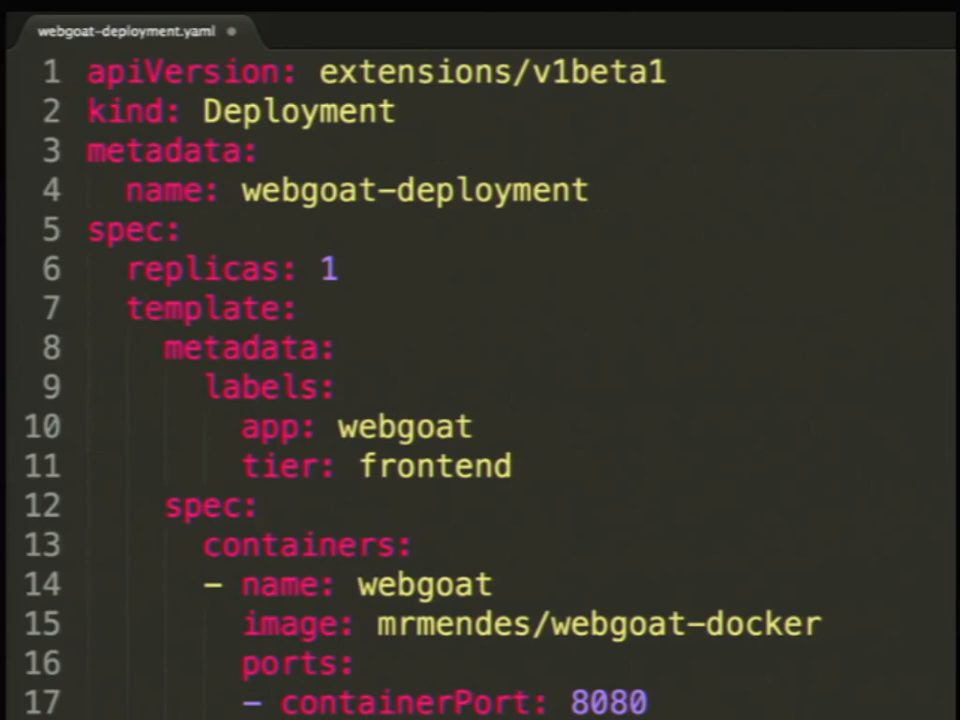 webgoat-deployment.yaml
1 apiVersion: extensions/v1beta1
2 kind: Deployment
3 metadata:
4   name: webgoat-deployment
5 spec:
6   replicas: 1
7   template:
8     metadata:
9       labels:
10         app: webgoat
11         tier: frontend
12     spec:
13       containers:
14       - name: webgoat
15         image: mrmendes/webgoat-docker
16         ports:
17         - containerPort: 8080